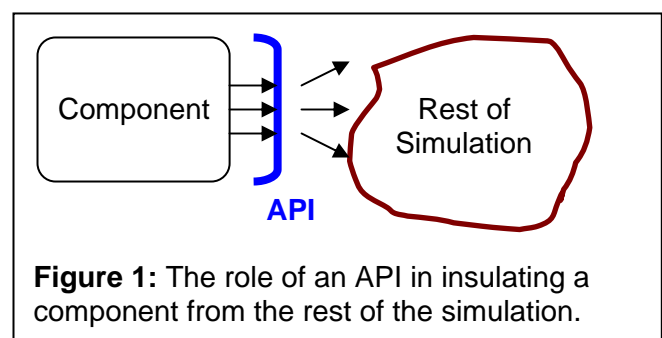 Component
Rest of
Simulation
API
Figure 1: The role of an API in insulating a
component from the rest of the simulation.